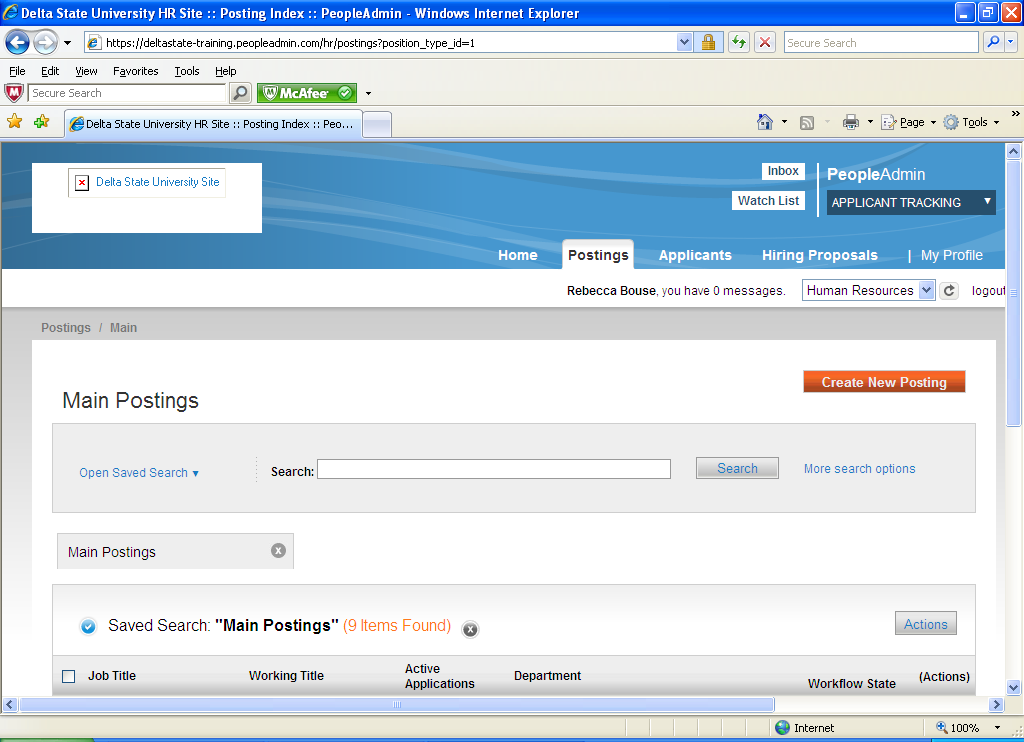 Delta State University HR Site :: Posting Index :: PeopleAdmin - Windows Internet Explorer
https://deltastate-training.peopleadmin.com/hr/postings?position_type_id=1
Secure Search
File Edit View Favorites Tools Help
Secure Search
McAfee
Delta State University HR Site :: Posting Index :: Peo...
Page
Tools
»
Delta State University Site
Inbox
Watch List
PeopleAdmin
APPLICANT TRACKING
Home Postings Applicants Hiring Proposals | My Profile
Rebecca Bouse, you have 0 messages.
Human Resources
logout
Postings / Main
Create New Posting
Main Postings
Open Saved Search
Search:
Search
More search options
Main Postings
Saved Search: "Main Postings" (9 Items Found)
Actions
Job Title
Working Title
Active
Applications
Department
Workflow State
(Actions)
Internet
100%